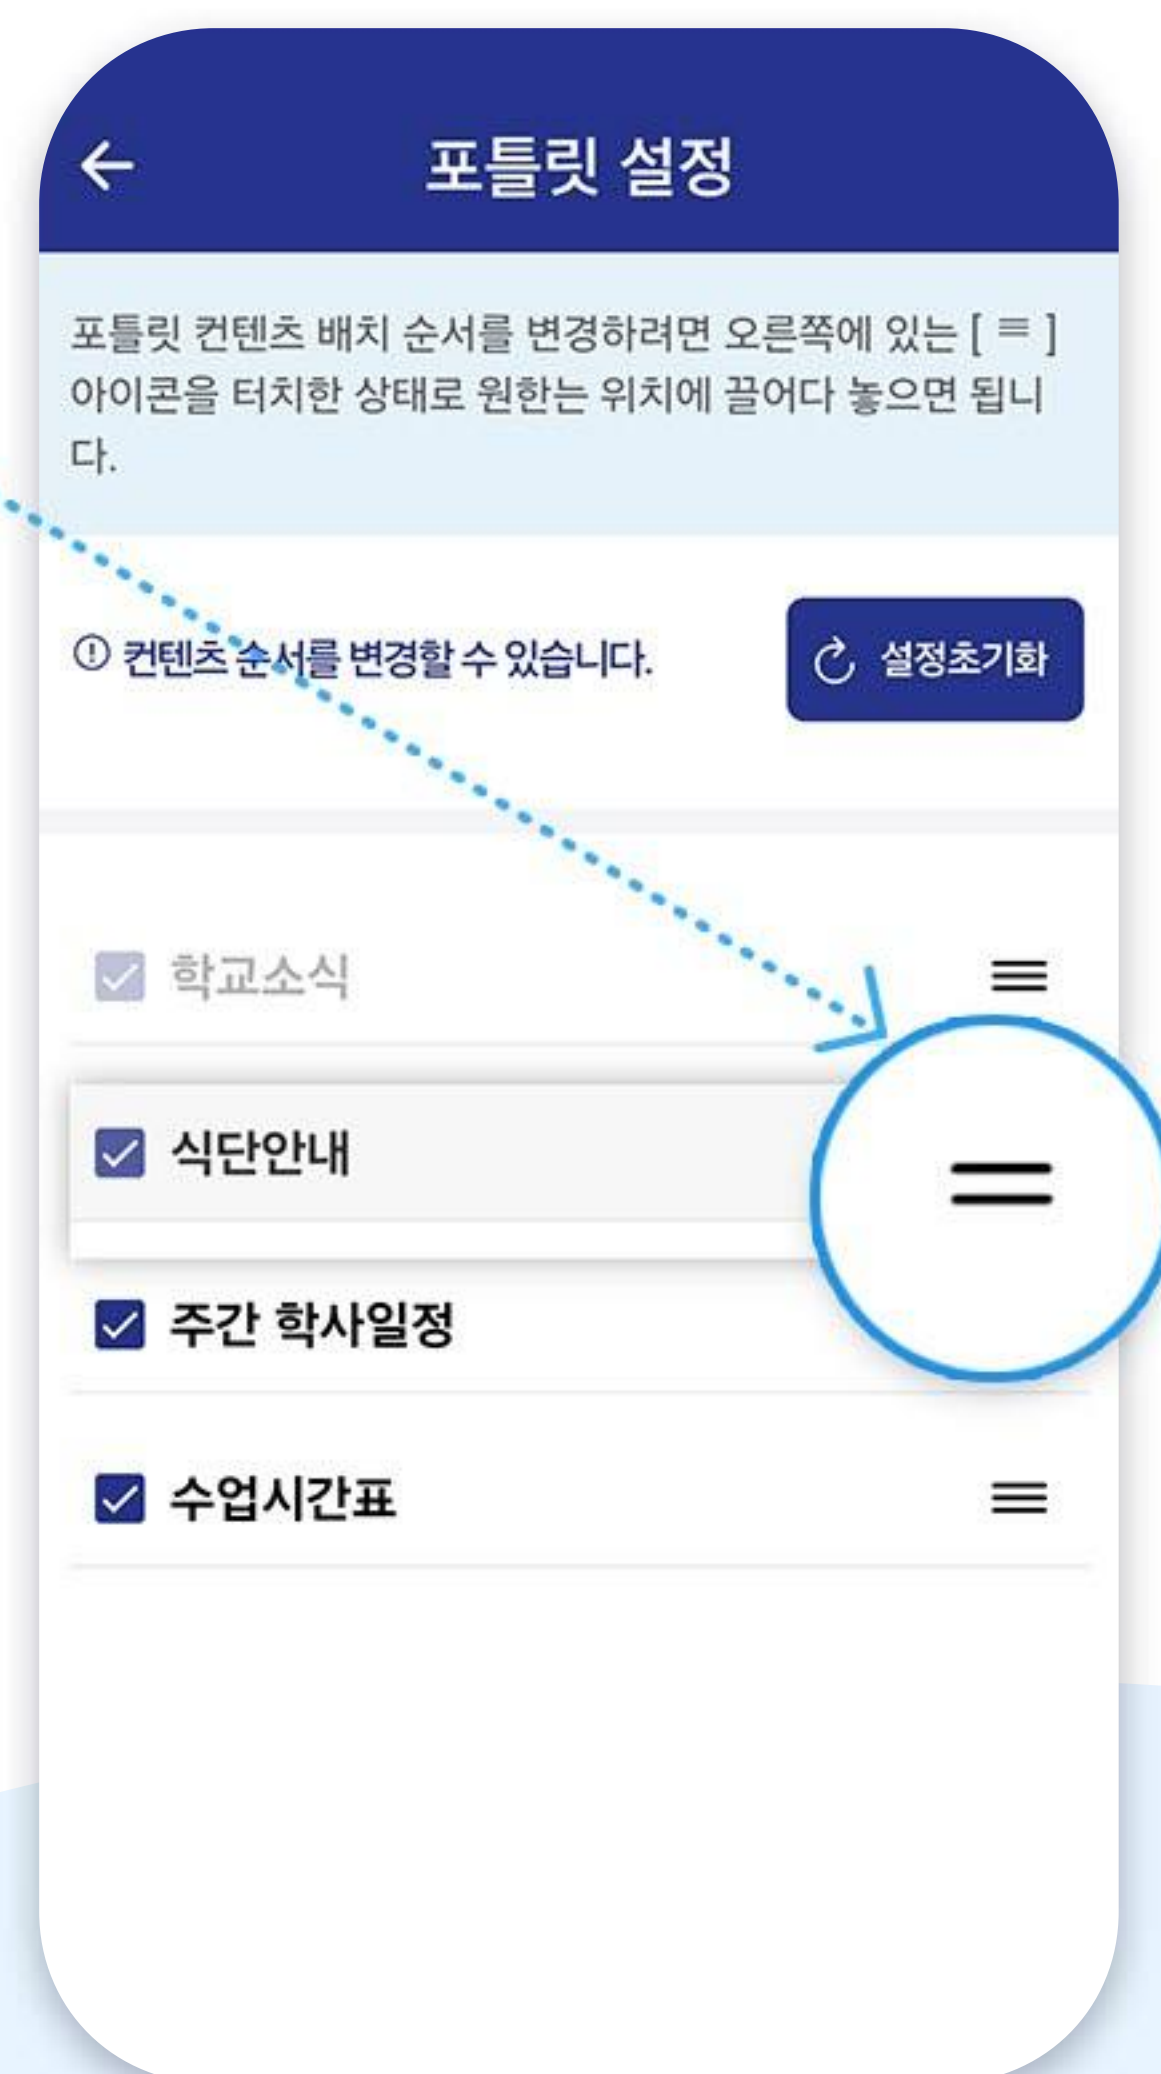 포틀릿 설정
포틀릿 컨텐츠 배치 순서를 변경하려면 오른쪽에 있는 [ ≡ ]
아이콘을 터치한 상태로 원한는 위치에 끌어다 놓으면 됩니
다.
컨텐츠 순서를 변경할 수 있습니다.
설정초기화
학교소식
식단안내
주간 학사일정
수업시간표